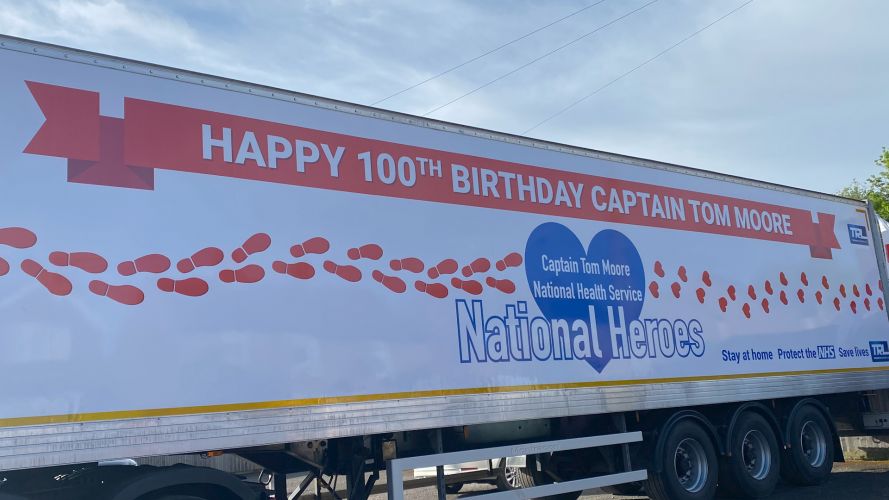 HAPPY 100TH BIRTHDAY CAPTAIN TOM MOORE
TRL
Captain Tom Moore
National Health Service
National Heroes
Stay at home Protect the NHS Save lives TRL